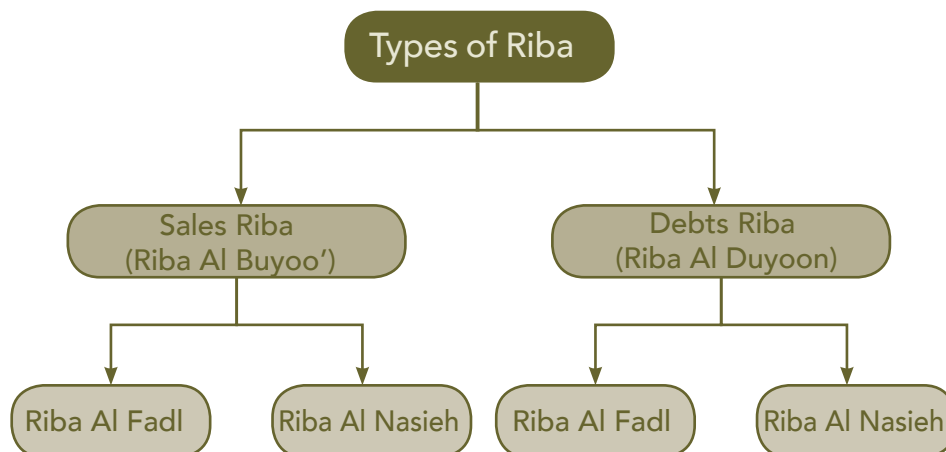 Types of Riba
Sales Riba
(Riba Al Buyoo’)
Debts Riba
(Riba Al Duyoon)
Riba Al Fadl
Riba Al Nasieh
Riba Al Fadl
Riba Al Nasieh